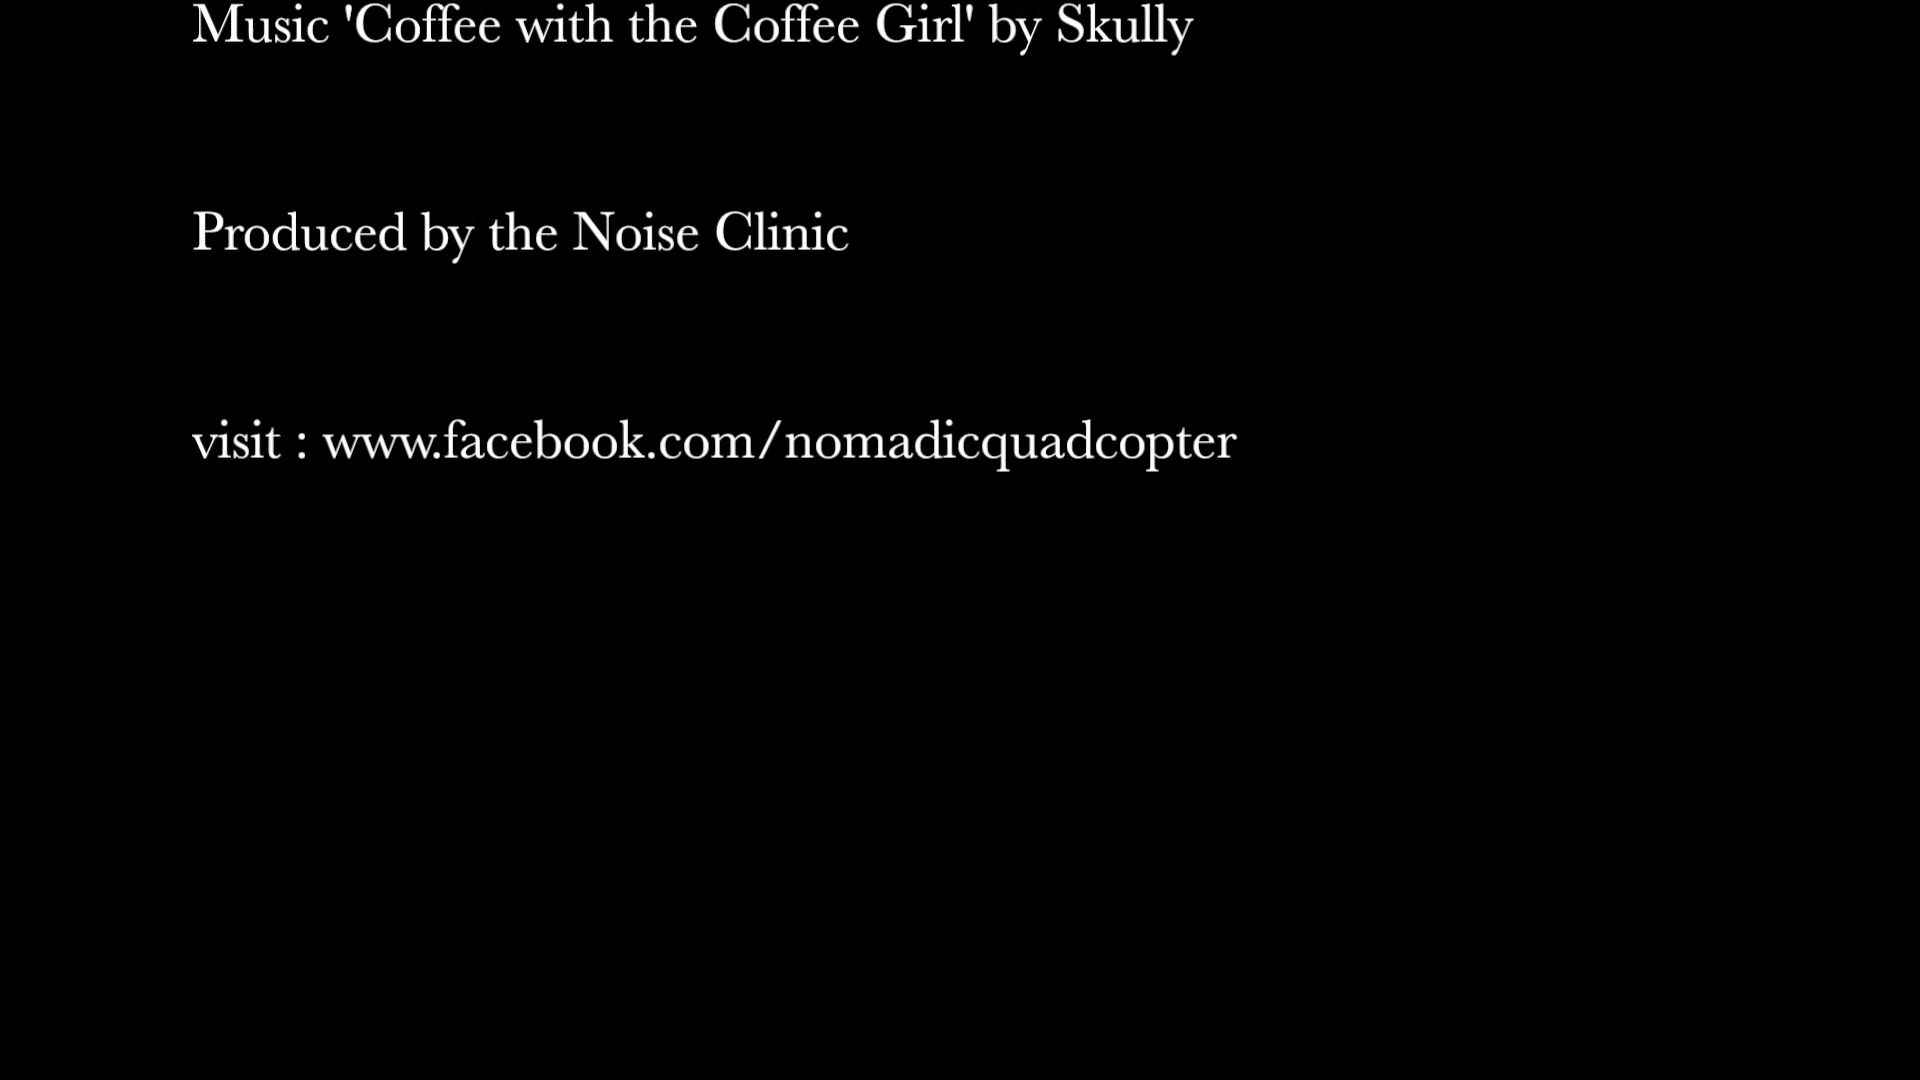 Music 'Coffee with the Coffee Girl' by Skully
Produced by the Noise Clinic
visit : www.facebook.com/nomadicquadcopter